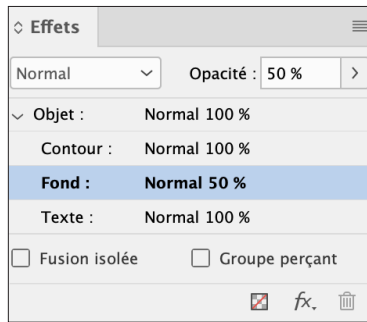 Effets
Normal Opacité : 50 %
Objet : Normal 100 %
Contour : Normal 100 %
Fond : Normal 50 %
Texte : Normal 100 %
Fusion isolée Groupe perçant
fx.